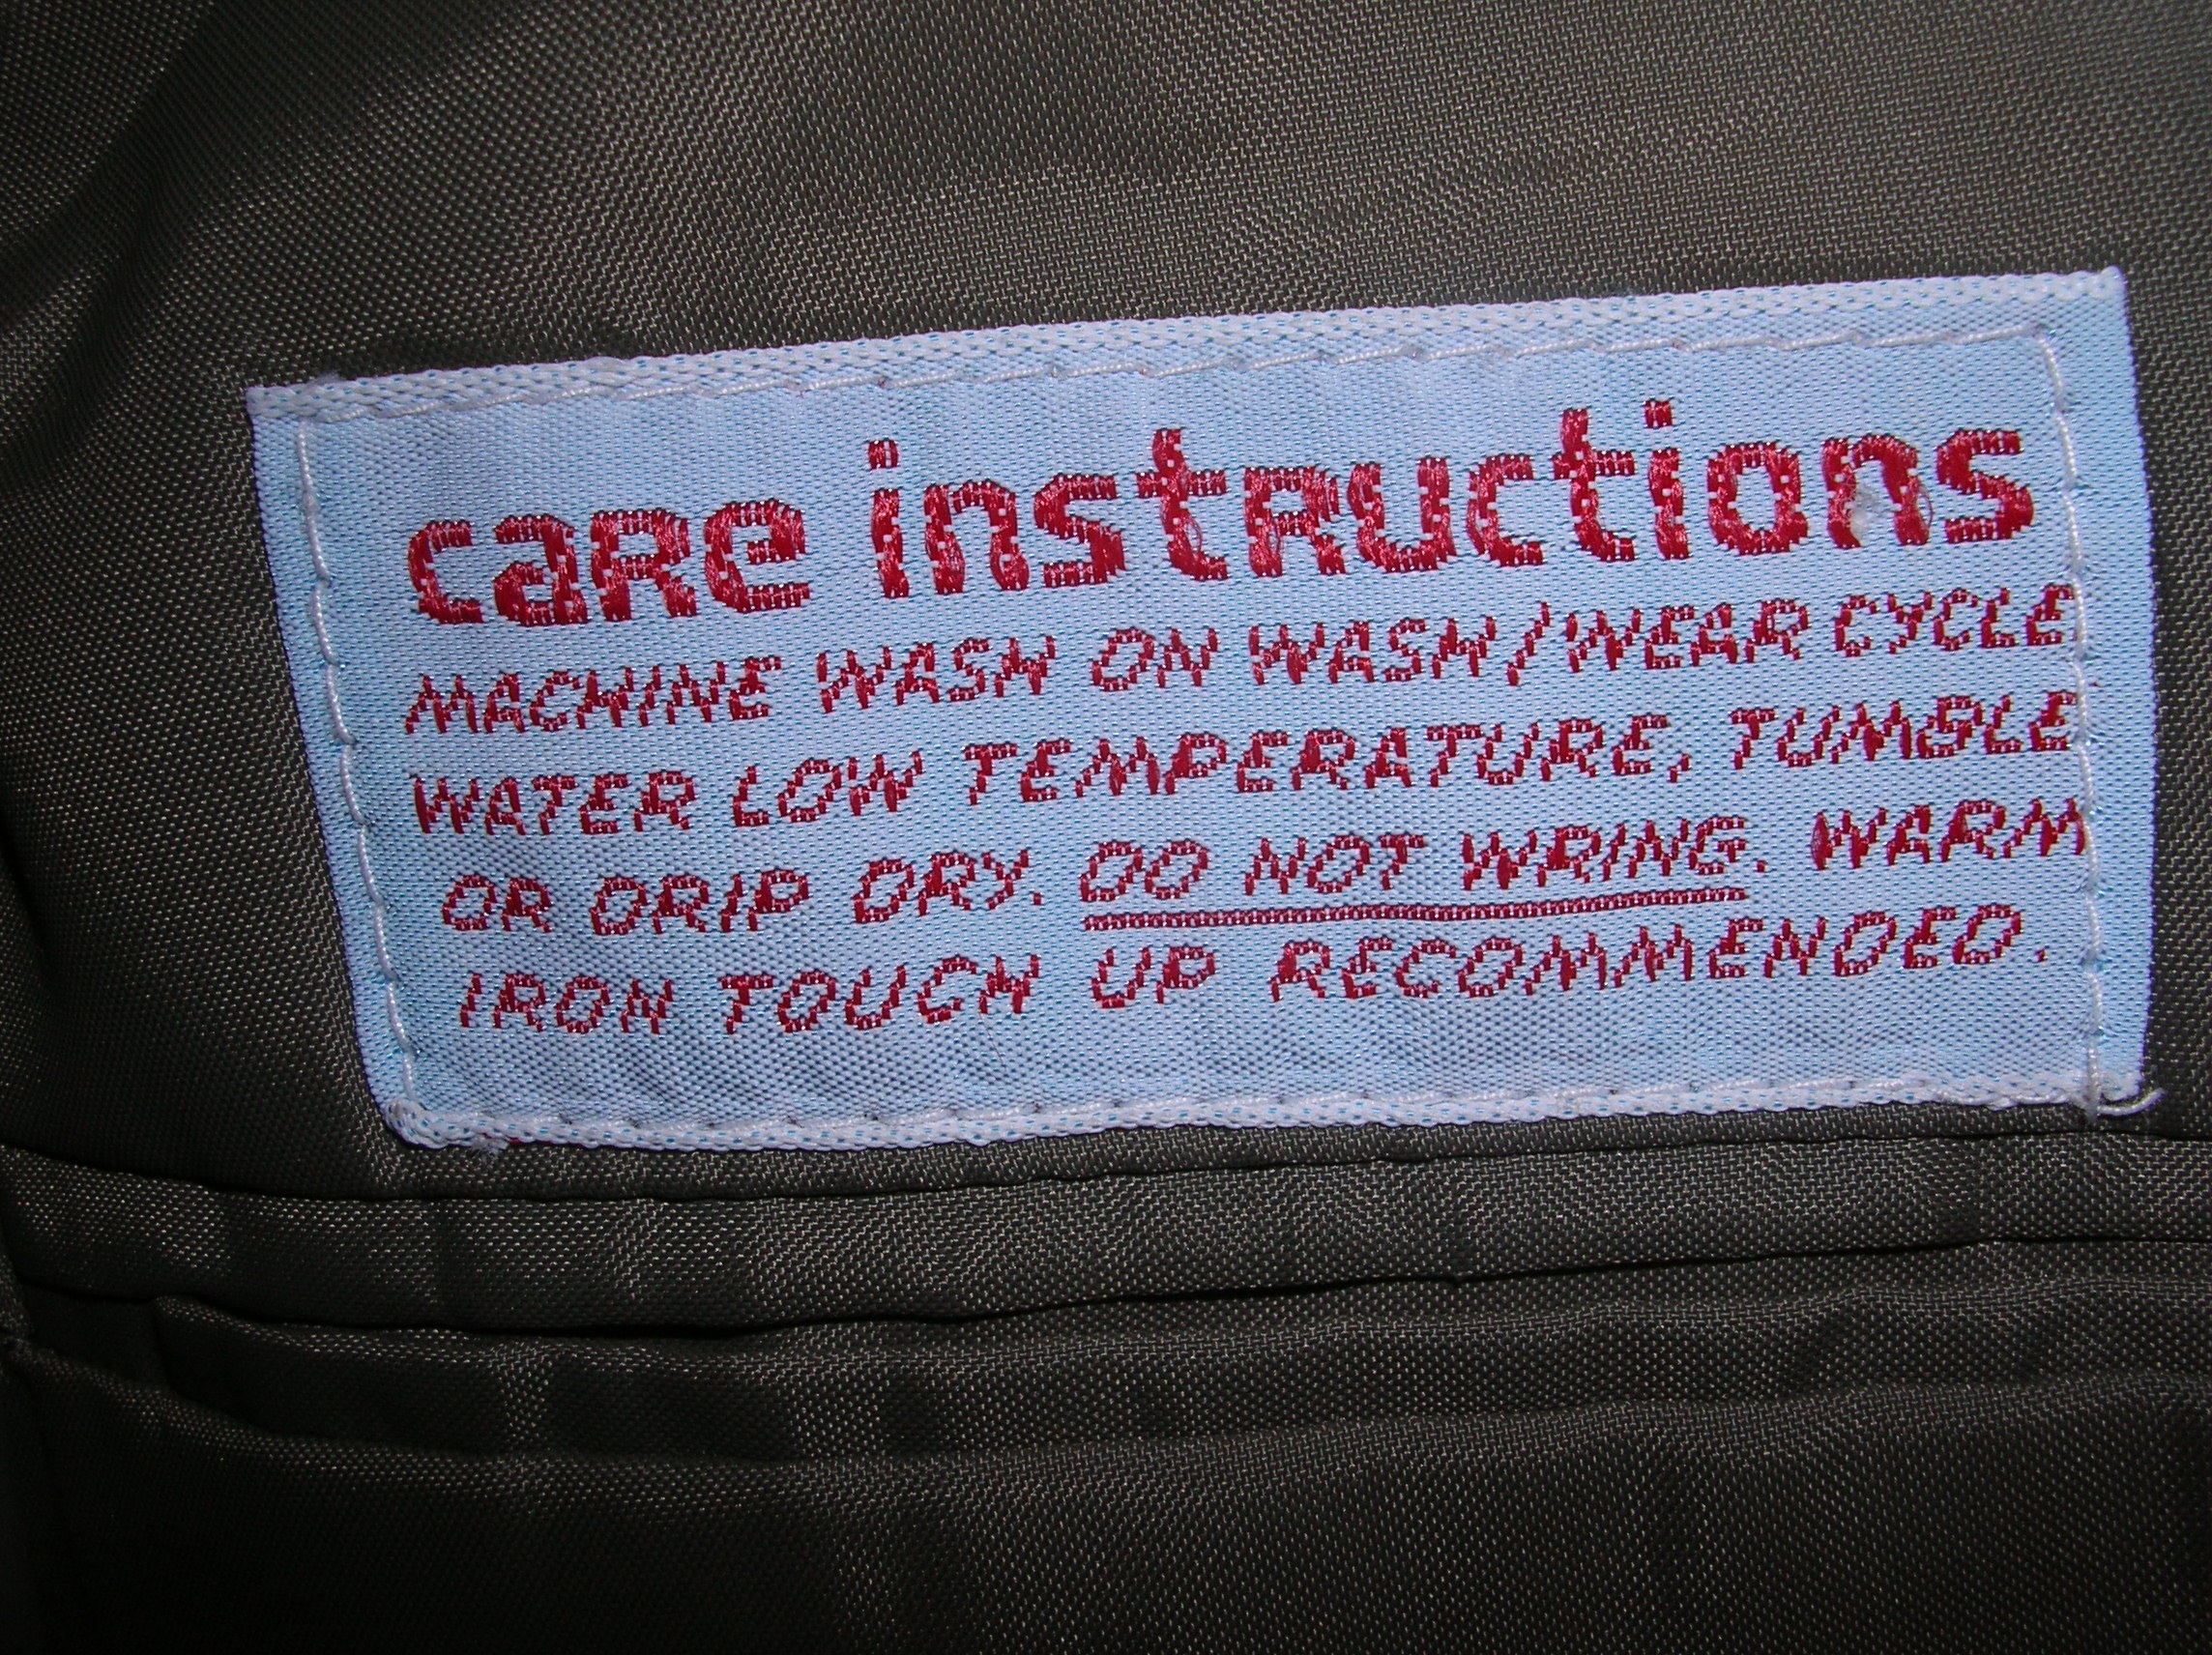 care instructions
MACHINE WASH ON WASH/WEAR CYCLE
WATER LOW TEMPERATURE, TUMBLE
OR DRIP DRY. DO NOT WRING. WARM
IRON TOUCH UP RECOMMENDED.